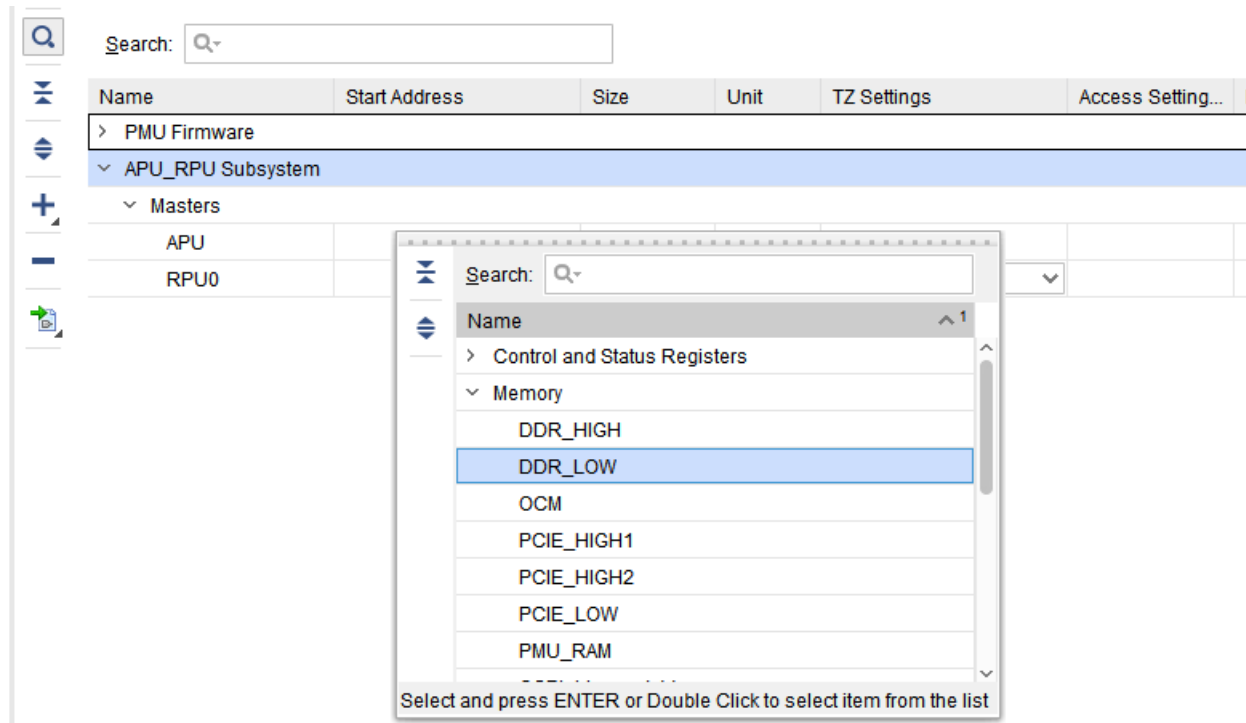 Search:
Name Start Address Size Unit TZ Settings Access Setting...
PMU Firmware
APU_RPU Subsystem
Masters
APU
RPU0
Search:
Name 1
Control and Status Registers
Memory
DDR_HIGH
DDR_LOW
OCM
PCIE_HIGH1
PCIE_HIGH2
PCIE_LOW
PMU_RAM
Select and press ENTER or Double Click to select item from the list